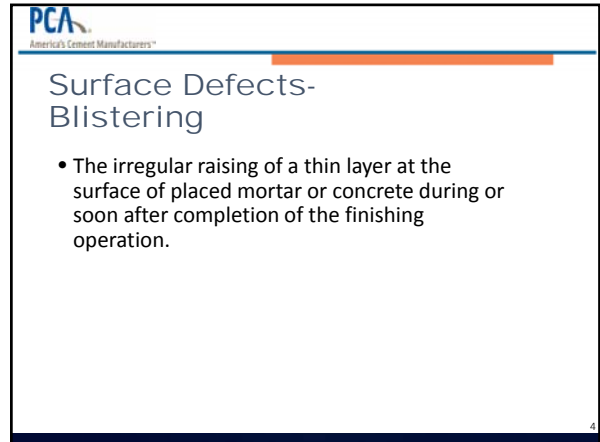 PCA
America's Cement Manufacturers™
Surface Defects-
Blistering
• The irregular raising of a thin layer at the
surface of placed mortar or concrete during or
soon after completion of the finishing
operation.
4